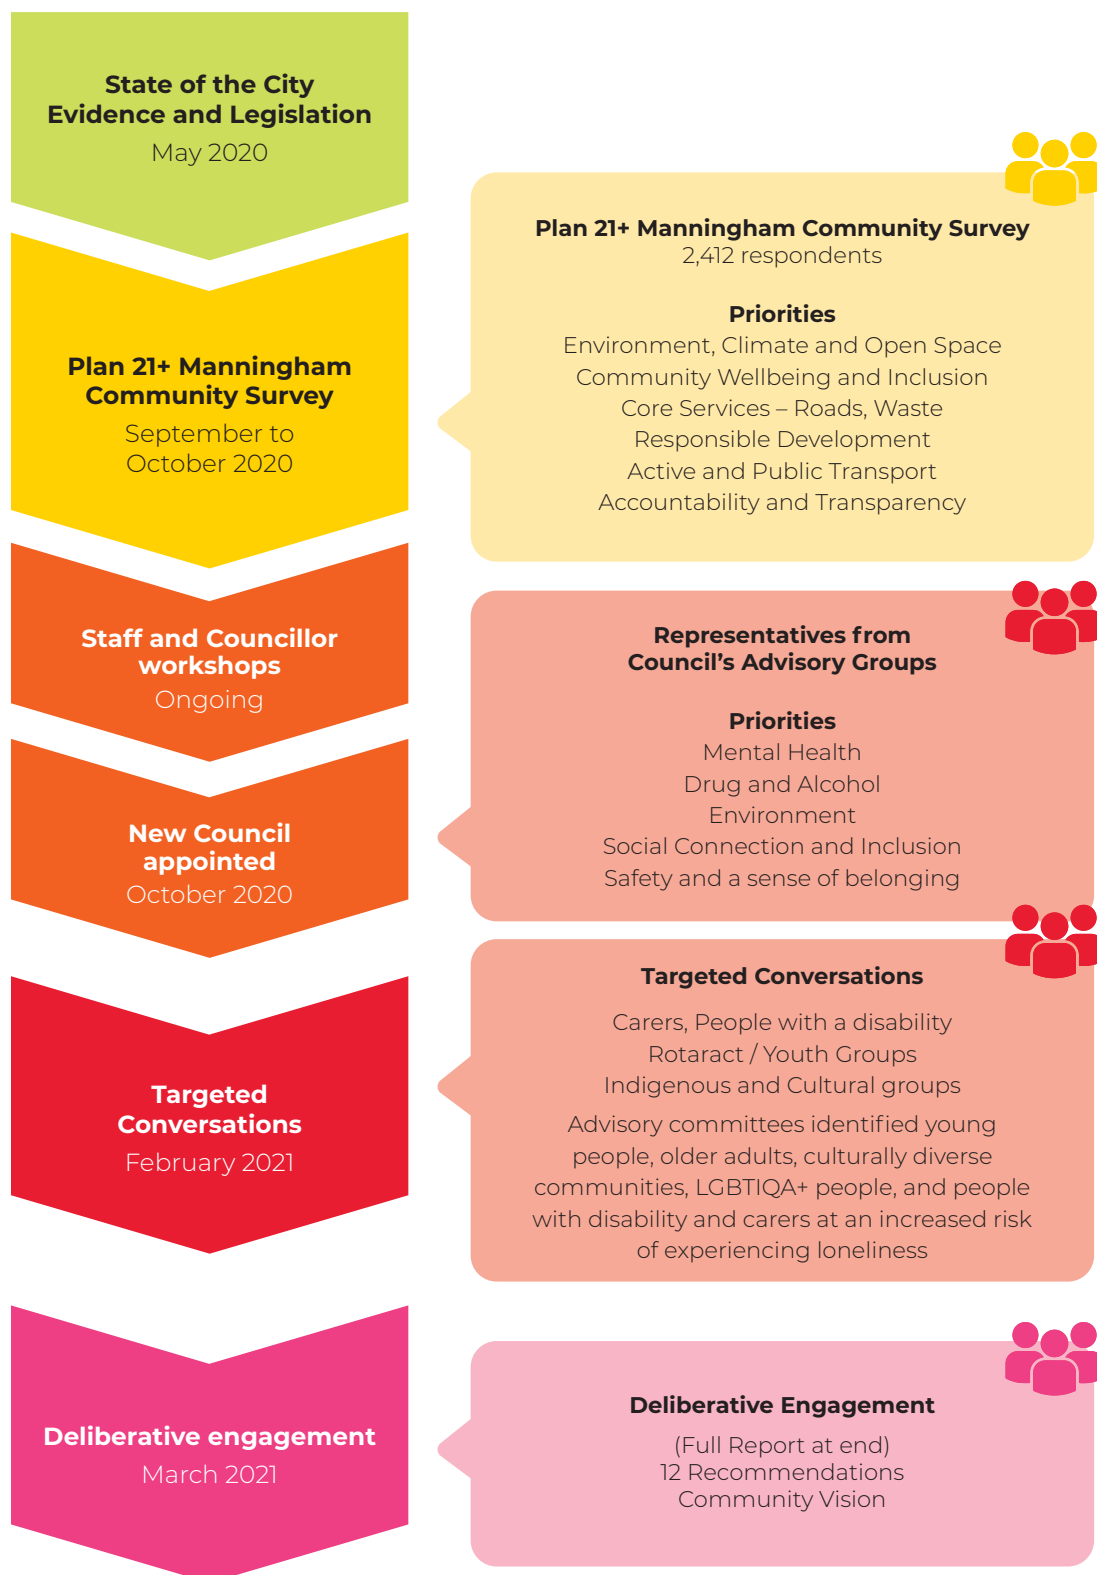 State of the City
Evidence and Legislation
May 2020
Plan 21+ Manningham
Community Survey
September to
October 2020
Plan 21+ Manningham Community Survey
2,412 respondents
Priorities
Environment, Climate and Open Space
Community Wellbeing and Inclusion
Core Services – Roads, Waste
Responsible Development
Active and Public Transport
Accountability and Transparency
Staff and Councillor
workshops
Ongoing
New Council
appointed
October 2020
Representatives from
Council's Advisory Groups
Priorities
Mental Health
Drug and Alcohol
Environment
Social Connection and Inclusion
Safety and a sense of belonging
Targeted
Conversations
February 2021
Targeted Conversations
Carers, People with a disability
Rotaract / Youth Groups
Indigenous and Cultural groups
Advisory committees identified young
people, older adults, culturally diverse
communities, LGBTIQA+ people, and people
with disability and carers at an increased risk
of experiencing loneliness
Deliberative engagement
March 2021
Deliberative Engagement
(Full Report at end)
12 Recommendations
Community Vision